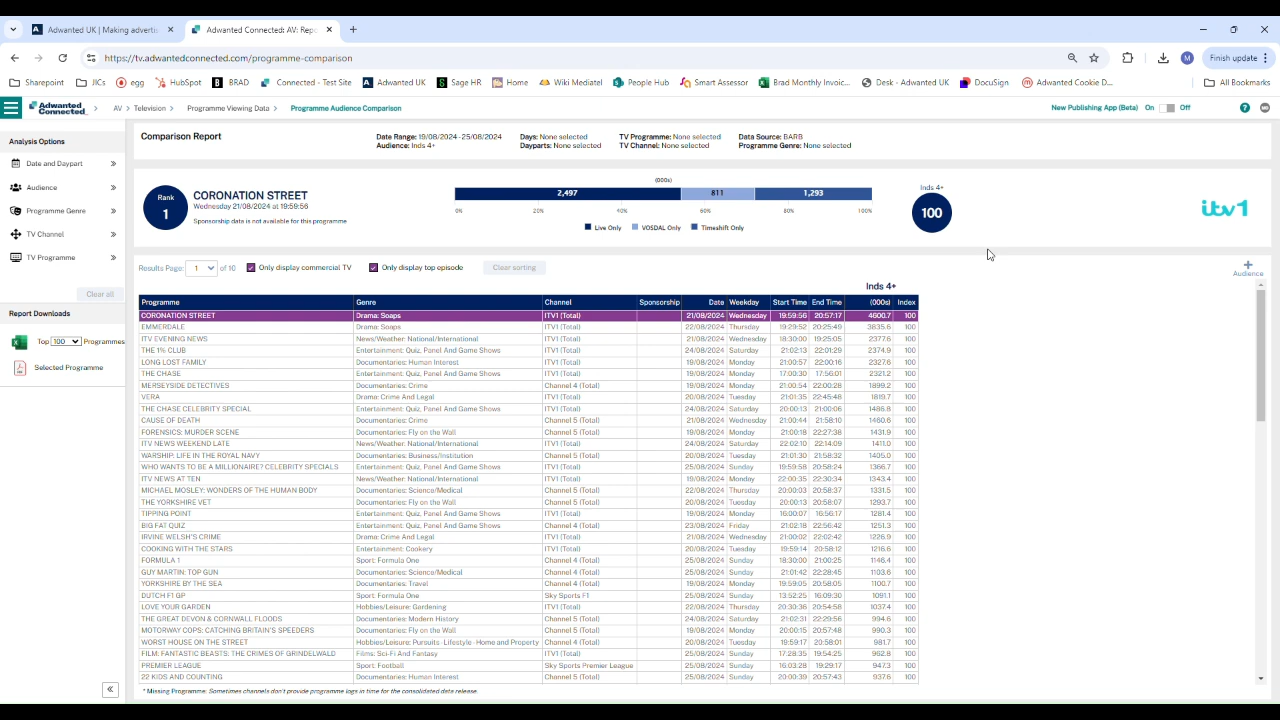 Adwanted UK | Making adverti
Adwanted Connected: AV: Repo
https://tv.adwantedconnected.com/programme-comparison
Finish update
Sharepoint JICs egg HubSpot BRAD Connected - Test Site Adwanted UK Sage HR Home Wiki Mediatel People Hub Smart Assessor Brad Monthly Invoic... Desk - Adwanted UK DocuSign Adwanted Cookie D... All Bookmarks
Adwanted Connected_ > AV > Television > Programme Viewing Data > Programme Audience Comparison
New Publishing App (Beta) On Off
Analysis Options
Date and Daypart
Audience
Programme Genre
TV Channel
TV Programme
Clear all
Report Downloads
Top 100 Programmes
Selected Programme
Comparison Report
Date Range: 19/08/2024 - 25/08/2024 Days: None selected TV Programme: None selected Data Source: BARB
Audience: Inds 4+ Dayparts: None selected TV Channel: None selected Programme Genre: None selected
Rank
1
CORONATION STREET
Wednesday 21/08/2024 at 19:59:56
Sponsorship data is not available for this programme
(000s)
2,497 811 1,293
0% 20% 40% 60% 80% 100%
Live Only VOSDAL Only Timeshift Only
Inds 4+
100
itv1
Results Page: 1 of 10 Only display commercial TV Only display top episode Clear sorting
Audience
Inds 4+
Programme Genre Channel Sponsorship Date Weekday Start Time End Time (000s) Index
CORONATION STREET Drama: Soaps ITV1 (Total) 21/08/2024 Wednesday 19:59:56 20:57:17 4600.7 100
EMMERDALE Drama: Soaps ITV1 (Total) 22/08/2024 Thursday 19:29:52 20:25:49 3835.6 100
ITV EVENING NEWS News/Weather: National/International ITV1 (Total) 21/08/2024 Wednesday 18:30:00 19:25:05 2377.6 100
THE 1% CLUB Entertainment: Quiz, Panel And Game Shows ITV1 (Total) 24/08/2024 Saturday 21:02:13 22:01:29 2374.9 100
LONG LOST FAMILY Documentaries: Human Interest ITV1 (Total) 19/08/2024 Monday 21:00:57 22:00:16 2327.6 100
THE CHASE Entertainment: Quiz, Panel And Game Shows ITV1 (Total) 19/08/2024 Monday 17:00:30 17:56:01 2321.2 100
MERSEYSIDE DETECTIVES Documentaries: Crime Channel 4 (Total) 19/08/2024 Monday 21:00:54 22:00:28 1899.2 100
VERA Drama: Crime And Legal ITV1 (Total) 20/08/2024 Tuesday 21:01:35 22:45:48 1819.7 100
THE CHASE CELEBRITY SPECIAL Entertainment: Quiz, Panel And Game Shows ITV1 (Total) 24/08/2024 Saturday 20:00:13 21:00:06 1486.8 100
CAUSE OF DEATH Documentaries: Crime Channel 5 (Total) 21/08/2024 Wednesday 21:00:44 21:58:10 1460.6 100
FORENSICS: MURDER SCENE Documentaries: Fly on the Wall Channel 5 (Total) 19/08/2024 Monday 21:00:18 22:27:38 1431.9 100
ITV NEWS WEEKEND LATE News/Weather: National/International ITV1 (Total) 24/08/2024 Saturday 22:02:10 22:14:09 1411.0 100
WARSHIP: LIFE IN THE ROYAL NAVY Documentaries: Business/Institution Channel 5 (Total) 20/08/2024 Tuesday 21:01:30 21:58:32 1405.0 100
WHO WANTS TO BE A MILLIONAIRE? CELEBRITY SPECIALS Entertainment: Quiz, Panel And Game Shows ITV1 (Total) 25/08/2024 Sunday 19:59:58 20:58:24 1366.7 100
ITV NEWS AT TEN News/Weather: National/International ITV1 (Total) 19/08/2024 Monday 22:00:35 22:30:34 1343.4 100
MICHAEL MOSLEY: WONDERS OF THE HUMAN BODY Documentaries: Science/Medical Channel 5 (Total) 22/08/2024 Thursday 20:00:03 20:58:37 1331.5 100
THE YORKSHIRE VET Documentaries: Fly on the Wall Channel 5 (Total) 20/08/2024 Tuesday 20:00:13 20:58:07 1293.7 100
TIPPING POINT Entertainment: Quiz, Panel And Game Shows ITV1 (Total) 19/08/2024 Monday 16:00:07 16:56:17 1281.4 100
BIG FAT QUIZ Entertainment: Quiz, Panel And Game Shows Channel 4 (Total) 23/08/2024 Friday 21:02:18 22:56:42 1251.3 100
IRVINE WELSH'S CRIME Drama: Crime And Legal ITV1 (Total) 21/08/2024 Wednesday 21:00:02 22:02:42 1226.9 100
COOKING WITH THE STARS Entertainment: Cookery ITV1 (Total) 20/08/2024 Tuesday 19:59:14 20:58:12 1216.6 100
FORMULA 1 Sport: Formula One Channel 4 (Total) 25/08/2024 Sunday 18:30:00 21:00:25 1146.4 100
GUY MARTIN: TOP GUN Documentaries: Science/Medical Channel 4 (Total) 25/08/2024 Sunday 21:01:42 22:28:45 1103.6 100
YORKSHIRE BY THE SEA Documentaries: Travel Channel 4 (Total) 19/08/2024 Monday 19:59:05 20:58:05 1100.7 100
DUTCH F1 GP Sport: Formula One Sky Sports F1 25/08/2024 Sunday 13:52:25 16:09:30 1091.1 100
LOVE YOUR GARDEN Hobbies/Leisure: Gardening ITV1 (Total) 22/08/2024 Thursday 20:30:36 20:54:58 1037.4 100
THE GREAT DEVON & CORNWALL FLOODS Documentaries: Modern History Channel 5 (Total) 24/08/2024 Saturday 21:02:31 22:29:56 994.6 100
MOTORWAY COPS: CATCHING BRITAIN'S SPEEDERS Documentaries: Fly on the Wall Channel 5 (Total) 19/08/2024 Monday 20:00:15 20:57:48 990.3 100
WORST HOUSE ON THE STREET Hobbies/Leisure: Pursuits -Lifestyle -Home and Property Channel 4 (Total) 20/08/2024 Tuesday 19:59:17 20:58:01 981.7 100
FILM: FANTASTIC BEASTS: THE CRIMES OF GRINDELWALD Films: Sci-Fi And Fantasy ITV1 (Total) 25/08/2024 Sunday 17:28:35 19:54:25 962.8 100
PREMIER LEAGUE Sport: Football Sky Sports Premier League 25/08/2024 Sunday 16:03:28 19:29:17 947.3 100
22 KIDS AND COUNTING Documentaries: Human Interest Channel 5 (Total) 25/08/2024 Sunday 20:00:39 20:57:43 937.6 100
* Missing Programme. Sometimes channels don't provide programme logs in time for the consolidated data release.